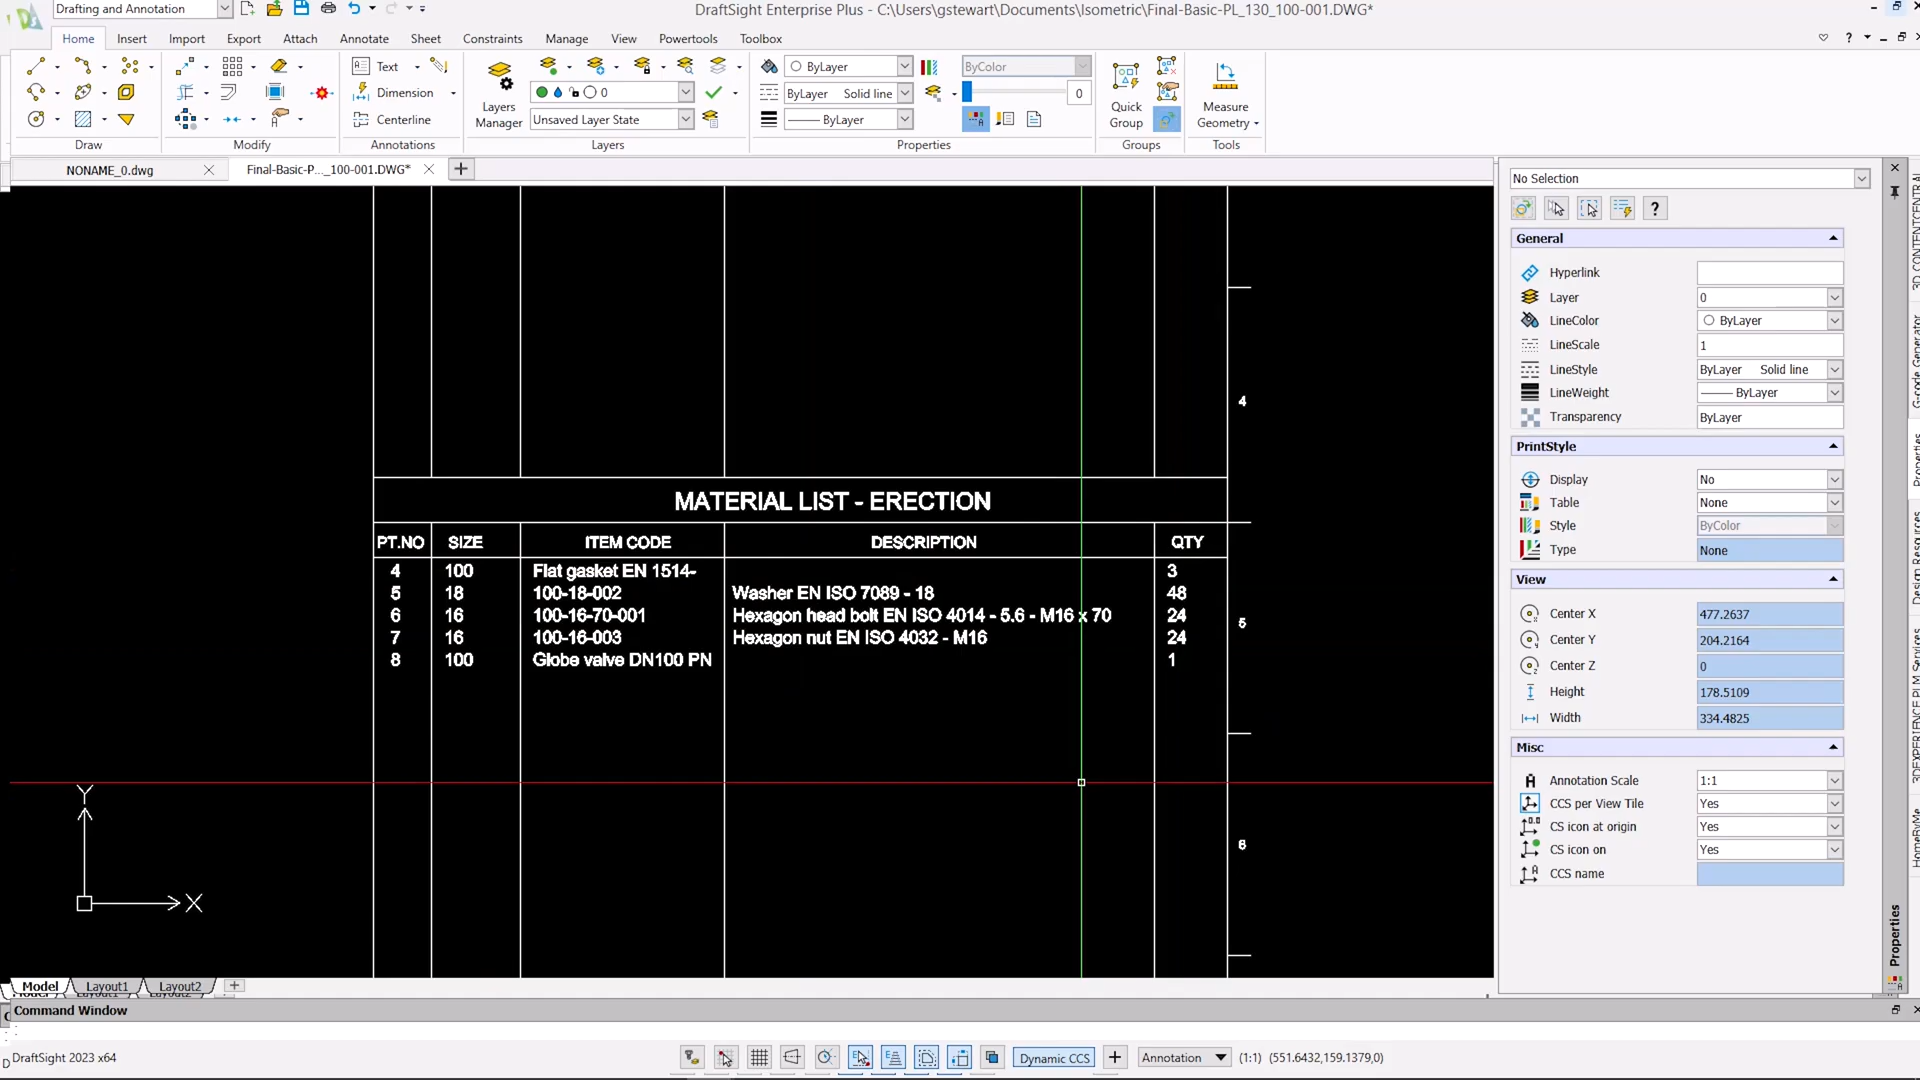 Drafting and Annotation
DraftSight Enterprise Plus - C:\Users\gstewart\Documents\Isometric\Final-Basic-PL_130_100-001.DWG*
Home Insert Import Export Attach Annotate Sheet Constraints Manage View Powertools Toolbox
Text
Dimension
Centerline
Layers
Manager
0
Unsaved Layer State
ByLayer
ByLayer Solid line
ByLayer
ByColor
0
Quick
Group
Measure
Geometry
Draw Modify Annotations Layers Properties Groups Tools
NONAME_0.dwg
Final-Basic-P..._100-001.DWG*
4
MATERIAL LIST - ERECTION
PT.NO SIZE ITEM CODE DESCRIPTION QTY
4 100 Flat gasket EN 1514- 3
5 18 100-18-002 Washer EN ISO 7089 - 18 48
6 16 100-16-70-001 Hexagon head bolt EN ISO 4014 - 5.6 - M16 x 70 24
7 16 100-16-003 Hexagon nut EN ISO 4032 - M16 24
8 100 Globe valve DN100 PN 1
5
6
Y
X
No Selection
General
Hyperlink
Layer 0
LineColor ByLayer
LineScale 1
LineStyle ByLayer Solid line
LineWeight ByLayer
Transparency ByLayer
PrintStyle
Display No
Table None
Style ByColor
Type None
View
Center X 477.2637
Center Y 204.2164
Center Z 0
Height 178.5109
Width 334.4825
Misc
Annotation Scale 1:1
CCS per View Tile Yes
CS icon at origin Yes
CS icon on Yes
CCS name
Properties
Model Layout1 Layout2
Command Window
:
DraftSight 2023 x64
Dynamic CCS
Annotation
(1:1) (551.6432,159.1379,0)